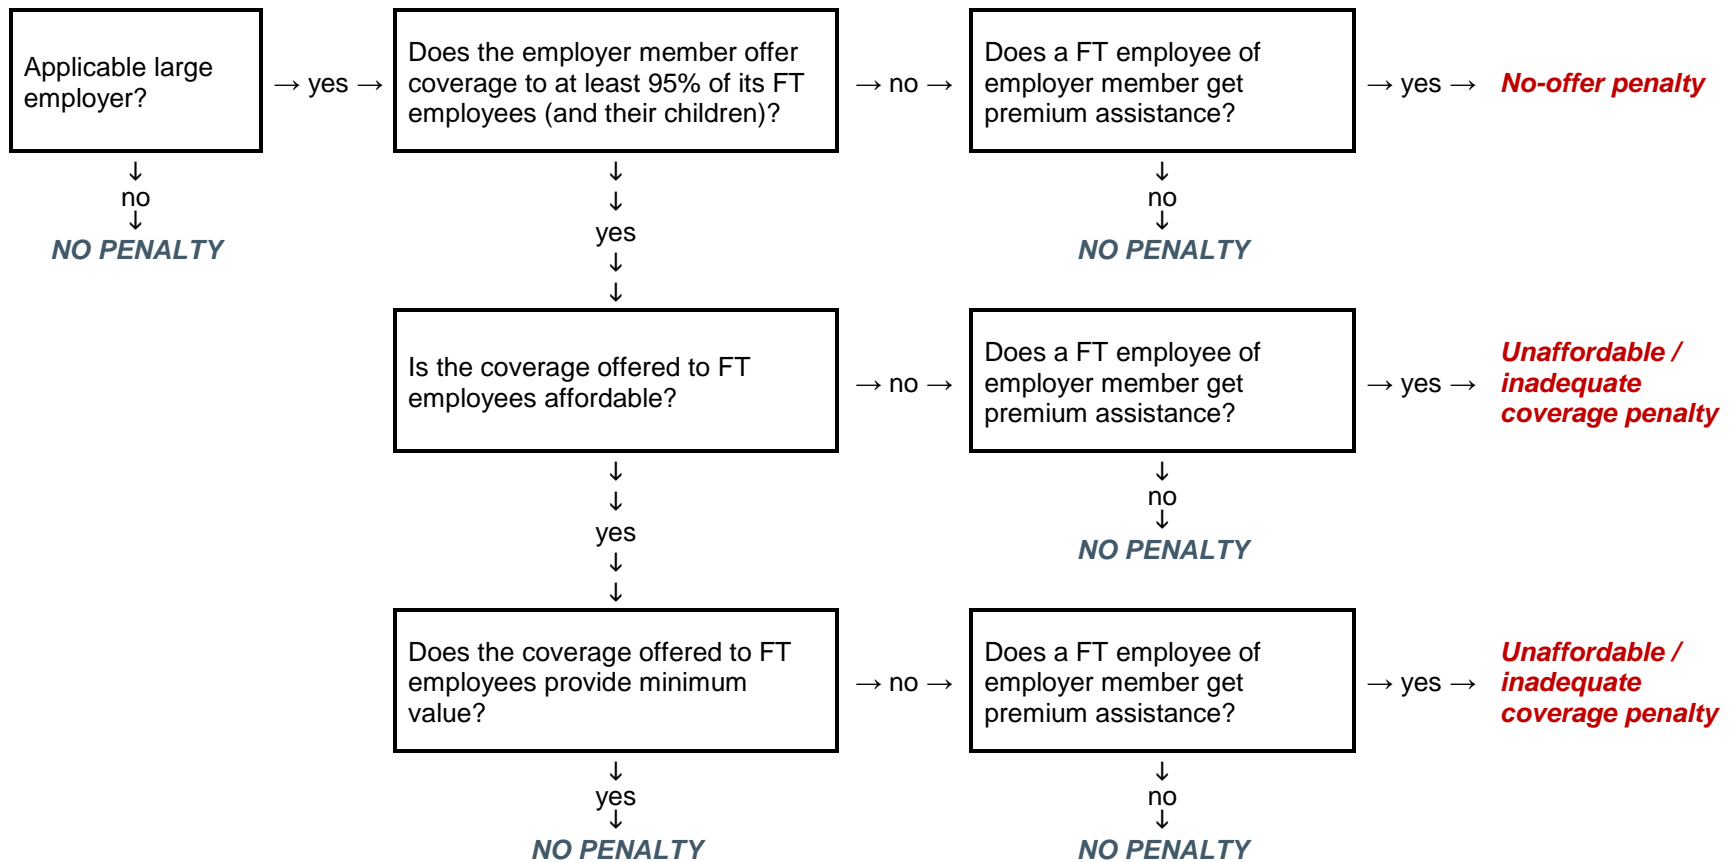 Applicable large
employer?
→ yes →
Does the employer member offer
coverage to at least 95% of its FT
employees (and their children)?
→ no →
Does a FT employee of
employer member get
premium assistance?
→ yes →
No-offer penalty
↓
no
↓
NO PENALTY
↓
↓
yes
↓
↓
↓
no
↓
NO PENALTY
Is the coverage offered to FT
employees affordable?
→ no →
Does a FT employee of
employer member get
premium assistance?
→ yes →
Unaffordable /
inadequate
coverage penalty
↓
↓
yes
↓
↓
↓
no
↓
NO PENALTY
Does the coverage offered to FT
employees provide minimum
value?
→ no →
Does a FT employee of
employer member get
premium assistance?
→ yes →
Unaffordable /
inadequate
coverage penalty
↓
yes
↓
NO PENALTY
↓
no
↓
NO PENALTY